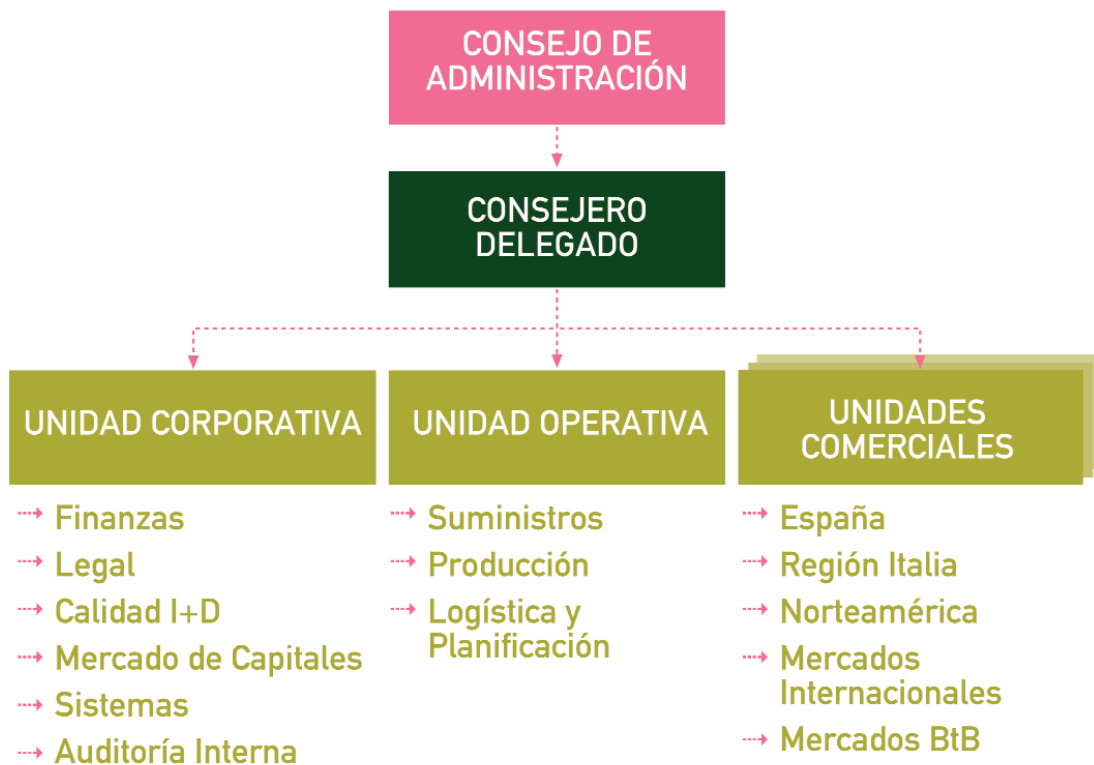 CONSEJO DE
ADMINISTRACIÓN
CONSEJERO
DELEGADO
UNIDAD CORPORATIVA
Finanzas
Legal
Calidad I+D
Mercado de Capitales
Sistemas
Auditoría Interna
UNIDAD OPERATIVA
Suministros
Producción
Logística y
Planificación
UNIDADES
COMERCIALES
España
Región Italia
Norteamérica
Mercados
Internacionales
Mercados BtB